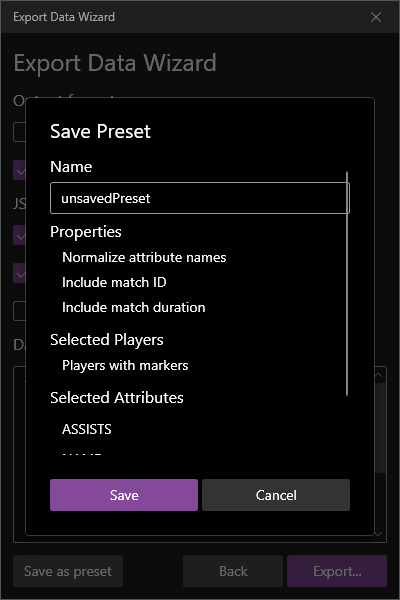 Export Data Wizard
Export Data Wizard
Save Preset
Name
unsavedPreset
Properties
Normalize attribute names
Include match ID
Include match duration
Selected Players
Players with markers
Selected Attributes
ASSISTS
Save
Cancel
Save as preset
Back
Export...